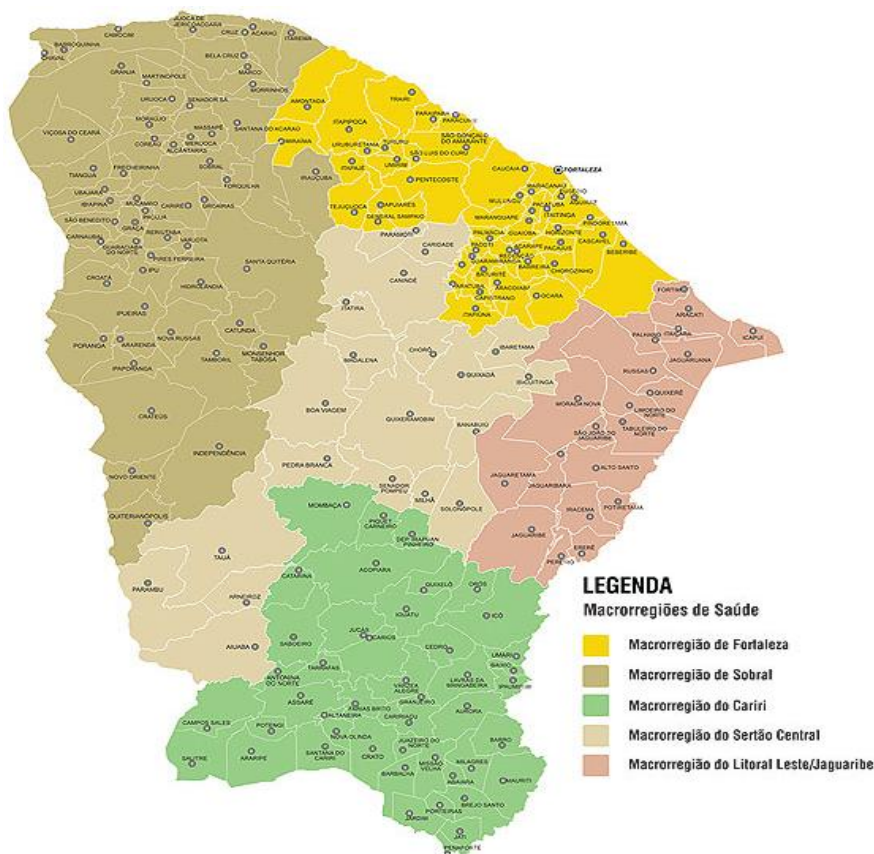 JIJOCA DE
JERICOACOARA
CAMOCIM
CRUZ
ACARAÚ
ITAREMA
BARROQUINHA
CHAVAL
BELA CRUZ
GRANJA
MARCO
MARTINÓPOLE
MORRINHOS
URUOCA
SENADOR SÁ
AMONTADA
TRAIRI
MORAÚJO
MASSAPÊ
SANTANA DO ACARAÚ
ITAPIPOCA
PARAIPABA
PARACURU
VIÇOSA DO CEARÁ
COREAÚ
MERUOCA
ALCÂNTARAS
MIRAÍMA
URUBURETAMA
TURURU
SÃO GONÇALO
DO AMARANTE
TIANGUÁ
FRECHEIRINHA
SOBRAL
IRAUÇUBA
ITAPAJÉ
UMIRIM
SÃO LUIS DO CURU
CAUCAIA
FORTALEZA
UBAJARA
FORQUILHA
PENTECOSTE
MARACANAÚ
EUSÉBIO
IBIAPINA
MUCAMBO
CARIRÉ
GROAÍRAS
TEJUÇUOCA
APUIARÉS
MULUNGU
PACATUBA
AQUIRAZ
SÃO BENEDITO
PACUJÁ
GENERAL SAMPAIO
MARANGUAPE
ITAITINGA
GRAÇA
RERIUTABA
PARAMOTI
PALMÁCIA
GUAIÚBA
HORIZONTE
PINDORETAMA
CARNAUBAL
GUARACIABA
DO NORTE
VARJOTA
CARIDADE
PACOTI
ACARAPE
REDENÇÃO
PACAJUS
CASCAVEL
BEBERIBE
PIRES FERREIRA
GUARAMIRANGA
BARREIRA
CHOROZINHO
CROATÁ
IPU
SANTA QUITÉRIA
CANINDÉ
BATURITÉ
HIDROLÂNDIA
ARATUBA
ARACOIABA
CAPISTRANO
OCARA
FORTIM
IPUEIRAS
ITATIRA
ITAPIÚNA
ARACATI
NOVA RUSSAS
CATUNDA
ITAIÇABA
ICAPUÍ
PORANGA
ARARENDÁ
TAMBORIL
MONSENHOR
TABOSA
MADALENA
CHORÓ
IBARETAMA
PALHANO
JAGUARUANA
IPAPORANGA
QUIXADÁ
IBICUITINGA
RUSSAS
QUIXERÉ
CRATEÚS
BOA VIAGEM
QUIXERAMOBIM
MORADA NOVA
LIMOEIRO DO
NORTE
BANABUIÚ
SÃO JOÃO DO
JAGUARIBE
TABULEIRO DO
NORTE
INDEPENDÊNCIA
NOVO ORIENTE
PEDRA BRANCA
SENADOR
POMPEU
JAGUARETAMA
ALTO SANTO
JAGUARIBARA
QUITERIANÓPOLIS
MOMBAÇA
MILHÃ
SOLONÓPOLE
POTIRETAMA
PIQUET
CARNEIRO
IRACEMA
DEP. IRAPUAN
PINHEIRO
JAGUARIBE
TAUÁ
ERERÊ
PEREIRO
PARAMBU
CATARINA
ACOPIARA
QUIXELÔ
ORÓS
ARNEIROZ
IGUATU
ICÓ
AIUABA
SABOEIRO
JUCÁS
CARIÚS
CEDRO
UMARI
BAIXIO
ANTONINA
DO NORTE
TARRAFAS
VÁRZEA
ALEGRE
LAVRAS DA
MANGABEIRA
ASSARÉ
FARIAS BRITO
GRANJEIRO
AURORA
CAMPOS SALES
POTENGI
ALTANEIRA
CARIRIAÇU
NOVA OLINDA
JUAZEIRO DO
NORTE
BARRO
SALITRE
ARARIPE
SANTANA DO
CARIRI
CRATO
MISSÃO
VELHA
MILAGRES
BARBALHA
ABAIARA
MAURITI
BREJO SANTO
PORTEIRAS
JARDIM
JATI
PENAFORTE
LEGENDA
Macrorregiões de Saúde
Macrorregião de Fortaleza
Macrorregião de Sobral
Macrorregião do Cariri
Macrorregião do Sertão Central
Macrorregião do Litoral Leste/Jaguaribe